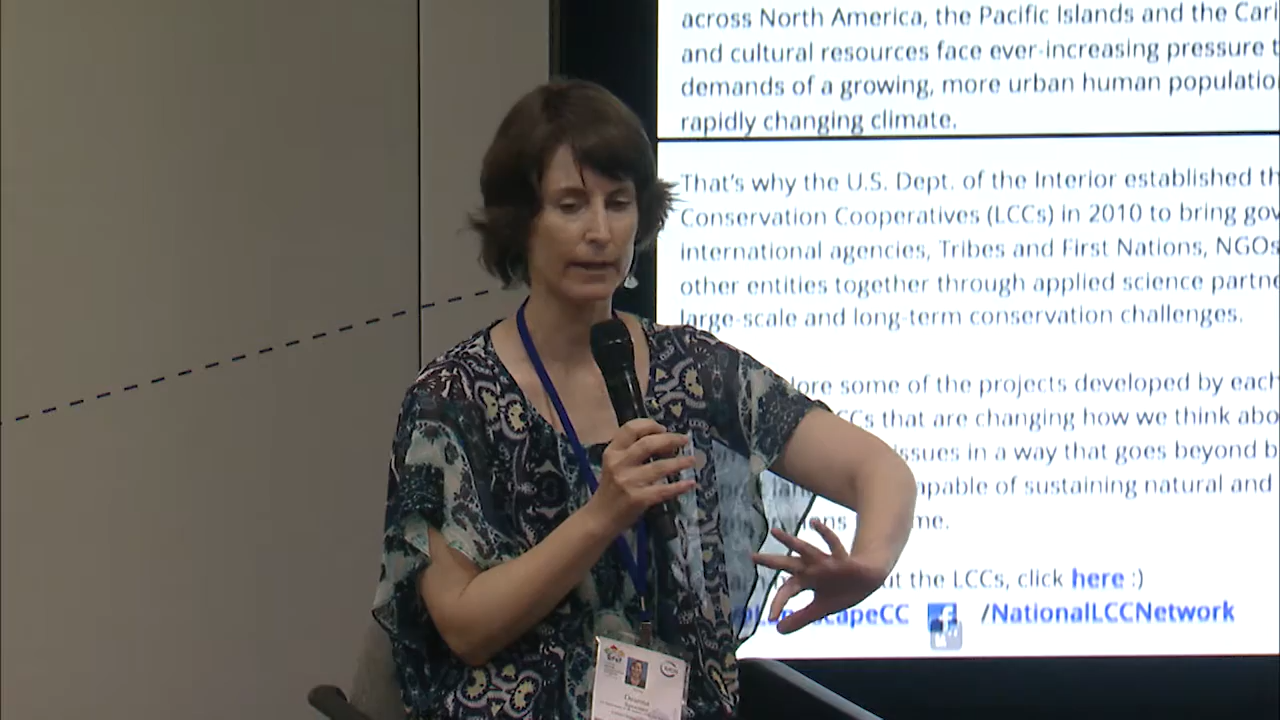 across North America, the Pacific Islands and the Cari
and cultural resources face ever-increasing pressure t
demands of a growing, more urban human populatio
rapidly changing climate.
That's why the U.S. Dept. of the Interior established th
Conservation Cooperatives (LCCs) in 2010 to bring gov
international agencies, Tribes and First Nations, NGOs
other entities together through applied science partne
large-scale and long-term conservation challenges.
lore some of the projects developed by each
CCs that are changing how we think abo
issues in a way that goes beyond b
apable of sustaining natural and
me.
ut the LCCs, click here :)
scapeCC f /NationalLCCNetwork
Deanna